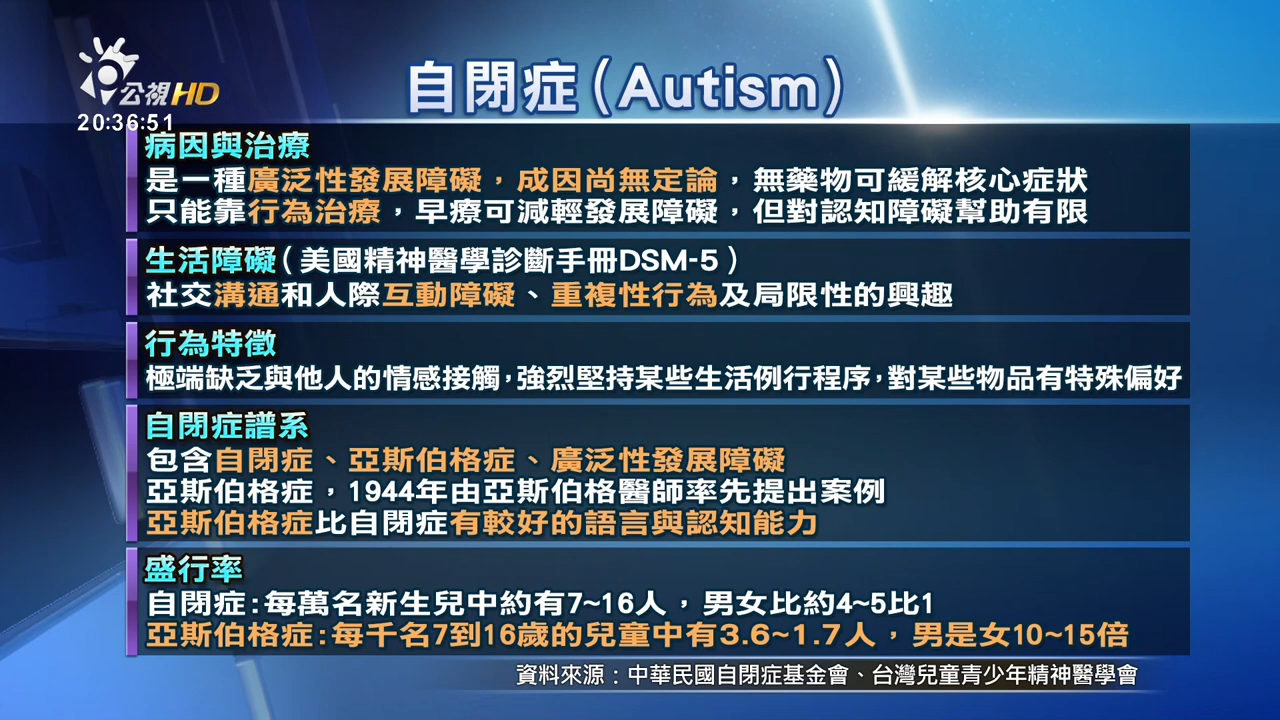 公視HD
20:36:51
自閉症(Autism)
病因與治療
是一種廣泛性發展障礙，成因尚無定論，無藥物可緩解核心症狀
只能靠行為治療，早療可減輕發展障礙，但對認知障礙幫助有限
生活障礙(美國精神醫學診斷手冊DSM-5)
社交溝通和人際互動障礙、重複性行為及局限性的興趣
行為特徵
極端缺乏與他人的情感接觸，強烈堅持某些生活例行程序，對某些物品有特殊偏好
自閉症譜系
包含自閉症、亞斯伯格症、廣泛性發展障礙
亞斯伯格症，1944年由亞斯伯格醫師率先提出案例
亞斯伯格症比自閉症有較好的語言與認知能力
盛行率
自閉症:每萬名新生兒中約有7~16人，男女比約4~5比1
亞斯伯格症:每千名7到16歲的兒童中有3.6~1.7人，男是女10~15倍
資料來源：中華民國自閉症基金會、台灣兒童青少年精神醫學會